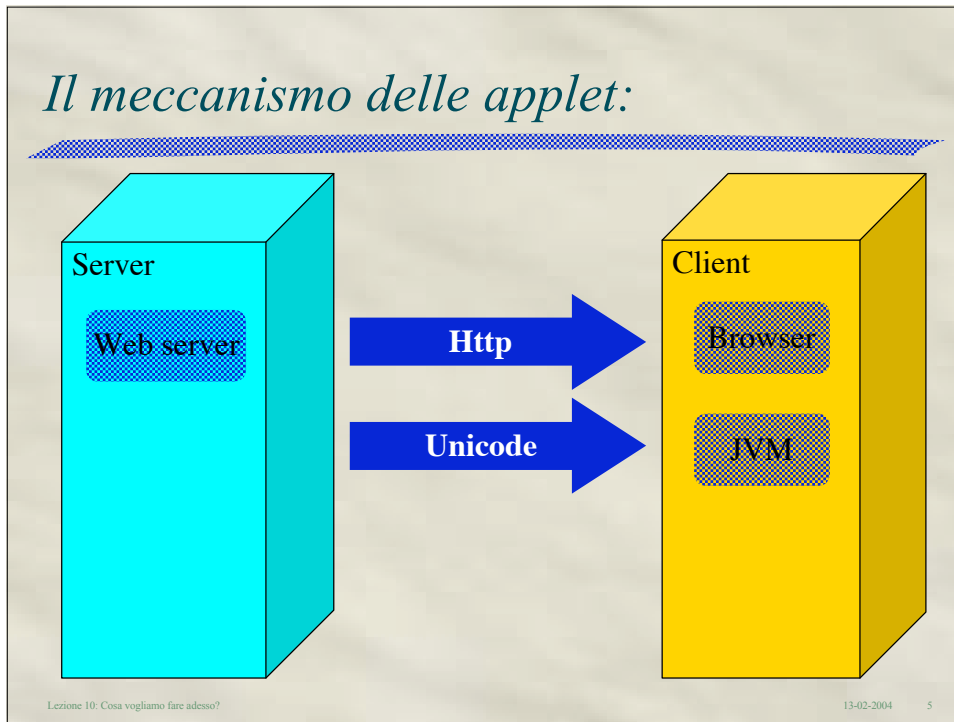 Il meccanismo delle applet:
Server
Web server
Http
Unicode
Client
Browser
JVM
Lezione 10: Cosa vogliamo fare adesso?
13-02-2004
5